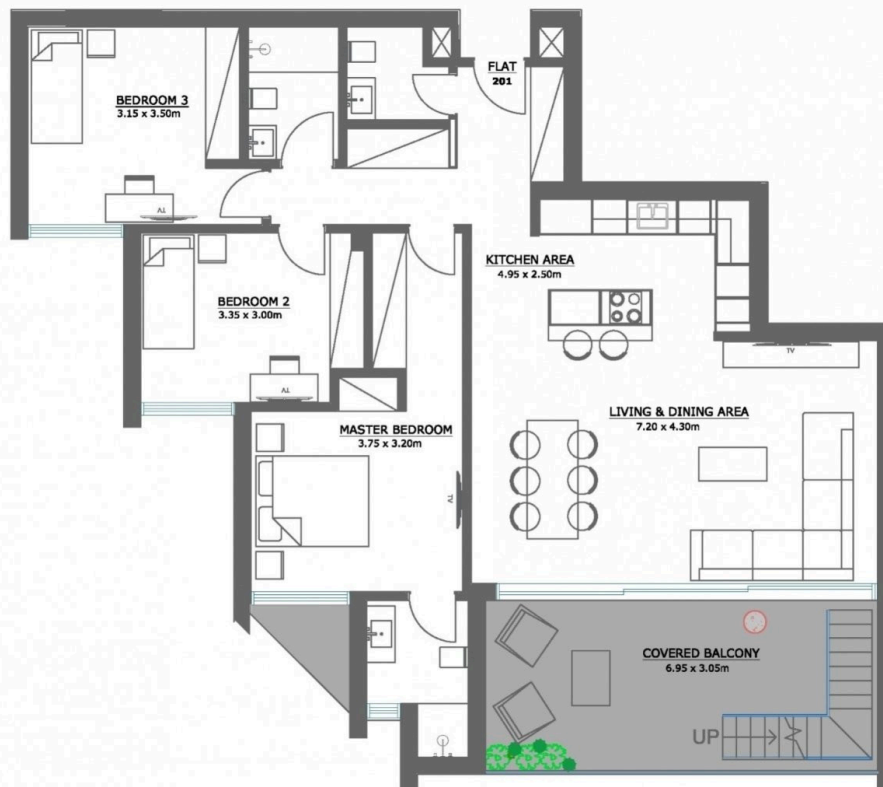 FLAT
201
BEDROOM 3
3.15 x 3.50m
TV
KITCHEN AREA
4.95 x 2.50m
BEDROOM 2
3.35 x 3.00m
TV
TV
LIVING & DINING AREA
7.20 x 4.30m
MASTER BEDROOM
3.75 x 3.20m
TV
COVERED BALCONY
6.95 x 3.05m
UP